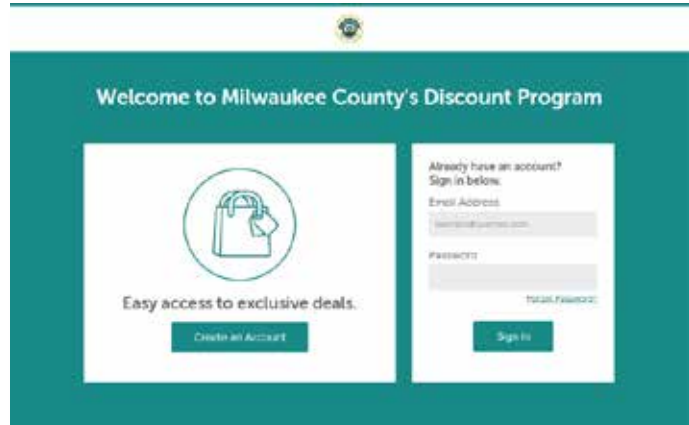 Welcome to Milwaukee County's Discount Program
Easy access to exclusive deals.
Create an Account
Already have an account?
Sign in below.
Email Address
Password
Forgot Password?
Sign In